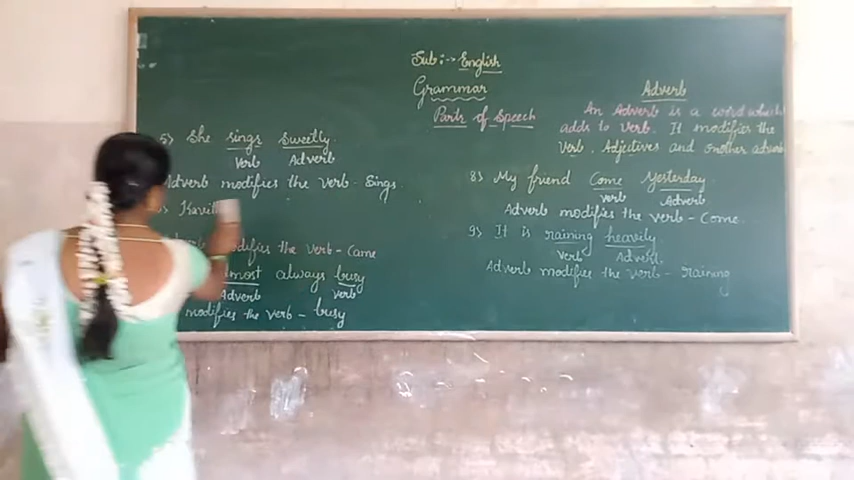 Sub:-> English
Grammar
Parts of Speech
Adverb
An Adverb is a word which
adds to Verb. It modifies the
Verb, Adjectives and another adverb
5) She sings Sweetly.
Verb Adverb
Adverb modifies the Verb - Sings
modifies the Verb - Came
almost always busy
Adverb Verb
modifies the Verb - busy
8) My friend Come Yesterday
Verb Adverb
Adverb modifies the verb - Come.
9) It is raining heavily.
Verb Adverb.
Adverb modifies the Verb - raining